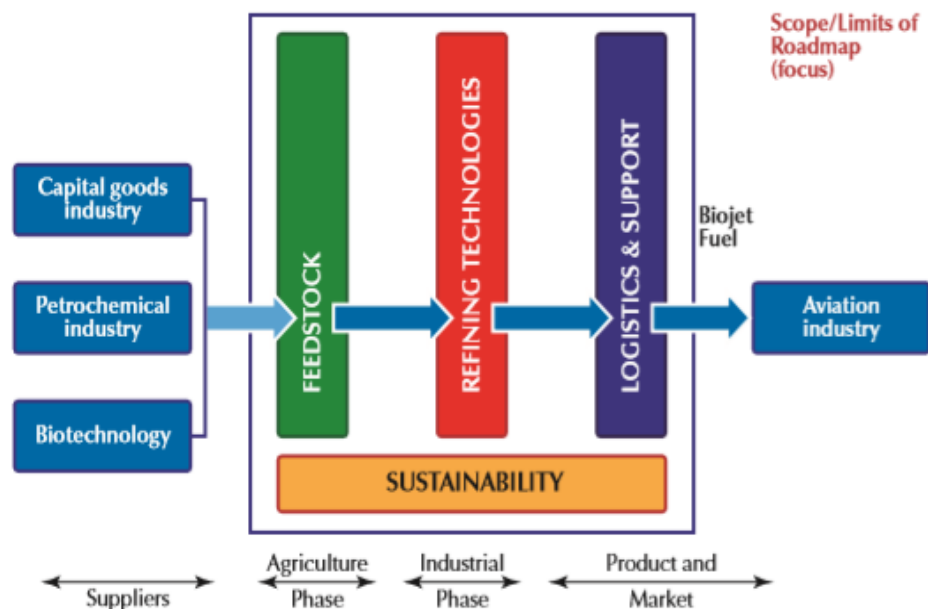 Scope/Limits of
Roadmap
(focus)
Capital goods
industry
Petrochemical
industry
Biotechnology
FEEDSTOCK
REFINING TECHNOLOGIES
LOGISTICS & SUPPORT
Biojet
Fuel
Aviation
industry
SUSTAINABILITY
Suppliers
Agriculture
Phase
Industrial
Phase
Product and
Market